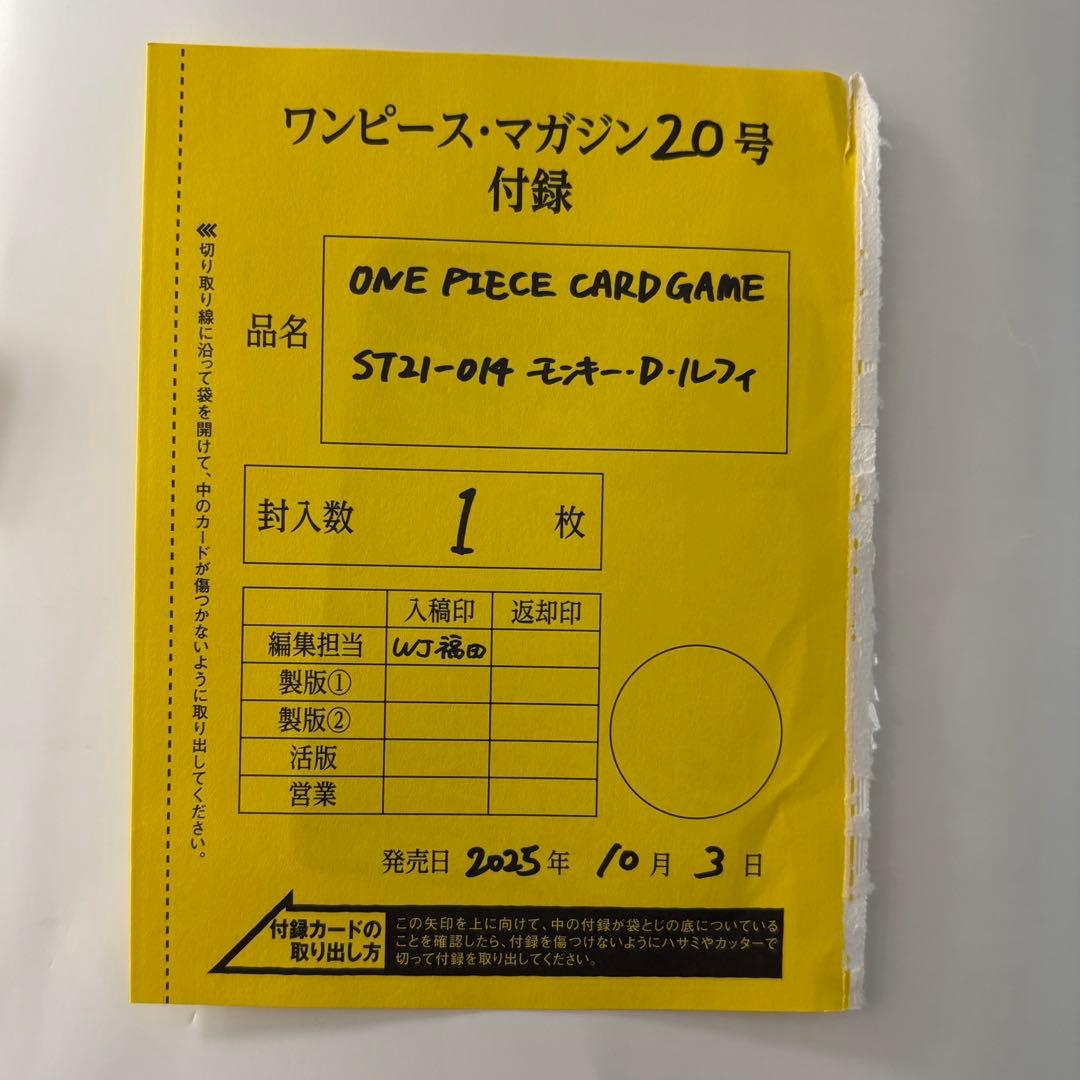 ワンピース・マガジン20号
付録
《切り取り線に沿って袋を開けて、中のカードが傷つかないように取り出してください。
品名
ONE PIECE CARD GAME
ST21-014 モンキー・D・ルフィ
封入数 1 枚
入稿印 返却印
編集担当 WJ福田
製版①
製版②
活版
営業
発売日 2025年 10月 3日
付録カードの
取り出し方
この矢印を上に向けて、中の付録が袋とじの底についている
ことを確認したら、付録を傷つけないようにハサミやカッターで
切って付録を取り出してください。